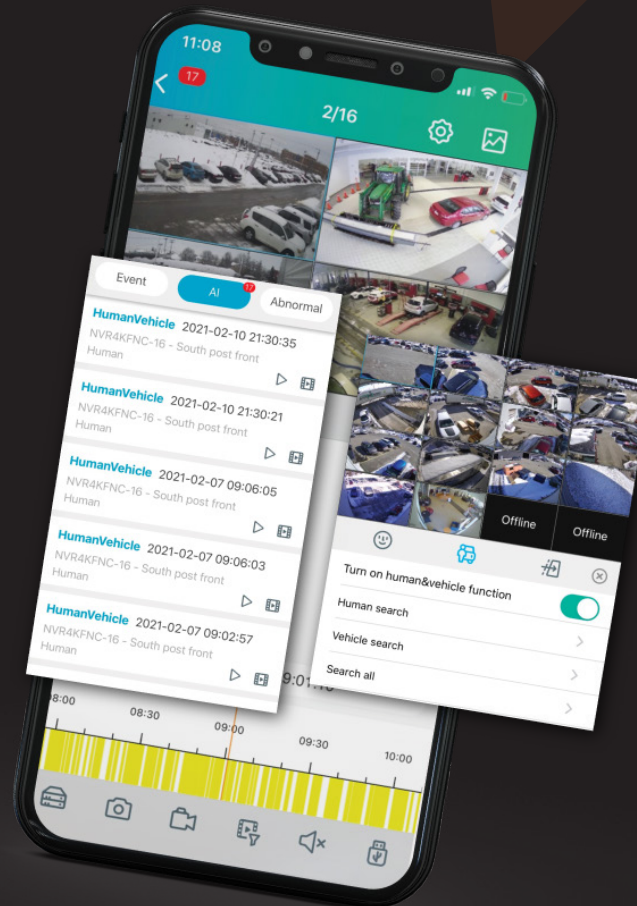 11:08
17
2/16
Event
AI
17
Abnormal
HumanVehicle 2021-02-10 21:30:35
NVR4KFNC-16 - South post front
Human
HumanVehicle 2021-02-10 21:30:21
NVR4KFNC-16 - South post front
Human
HumanVehicle 2021-02-07 09:06:05
NVR4KFNC-16 - South post front
Human
HumanVehicle 2021-02-07 09:06:03
NVR4KFNC-16 - South post front
Human
HumanVehicle 2021-02-07 09:02:57
NVR4KFNC-16 - South post front
Human
Offline
Offline
Turn on human&vehicle function
Human search
Vehicle search
Search all
08:30
09:00
09:30
10:00